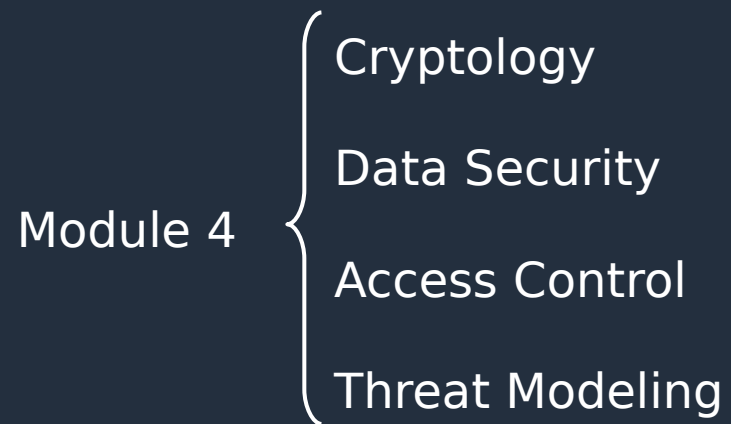 Module 4
Cryptology
Data Security
Access Control
Threat Modeling